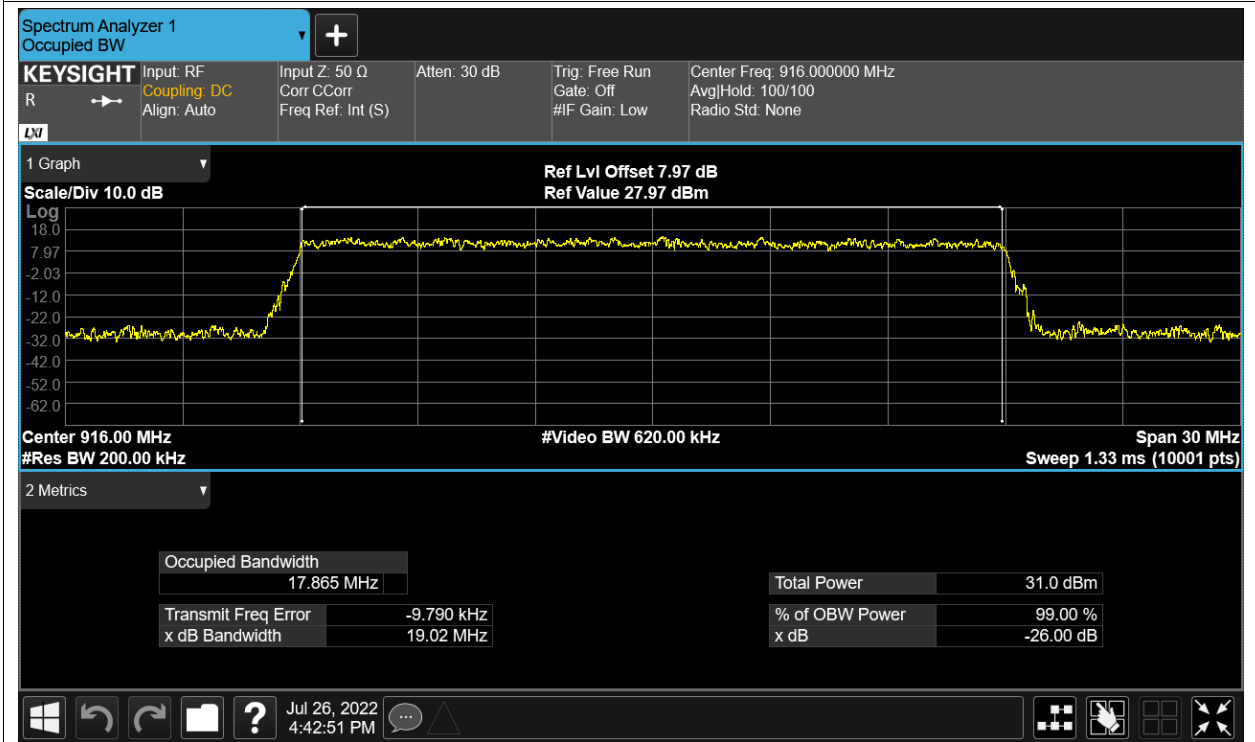 Spectrum Analyzer 1
Occupied BW
KEYSIGHT
R
LXI
Input: RF
Coupling: DC
Align: Auto
Input Z: 50 Ω
Corr CCorr
Freq Ref: Int (S)
Atten: 30 dB
Trig: Free Run
Gate: Off
#IF Gain: Low
Center Freq: 916.000000 MHz
Avg|Hold: 100/100
Radio Std: None
1 Graph
Scale/Div 10.0 dB
Ref Lvl Offset 7.97 dB
Ref Value 27.97 dBm
Log
18.0
7.97
-2.03
-12.0
-22.0
-32.0
-42.0
-52.0
-62.0
Center 916.00 MHz
#Res BW 200.00 kHz
#Video BW 620.00 kHz
Span 30 MHz
Sweep 1.33 ms (10001 pts)
2 Metrics
Occupied Bandwidth
17.865 MHz
Transmit Freq Error -9.790 kHz
x dB Bandwidth 19.02 MHz
Total Power 31.0 dBm
% of OBW Power 99.00 %
x dB -26.00 dB
?
Jul 26, 2022
4:42:51 PM